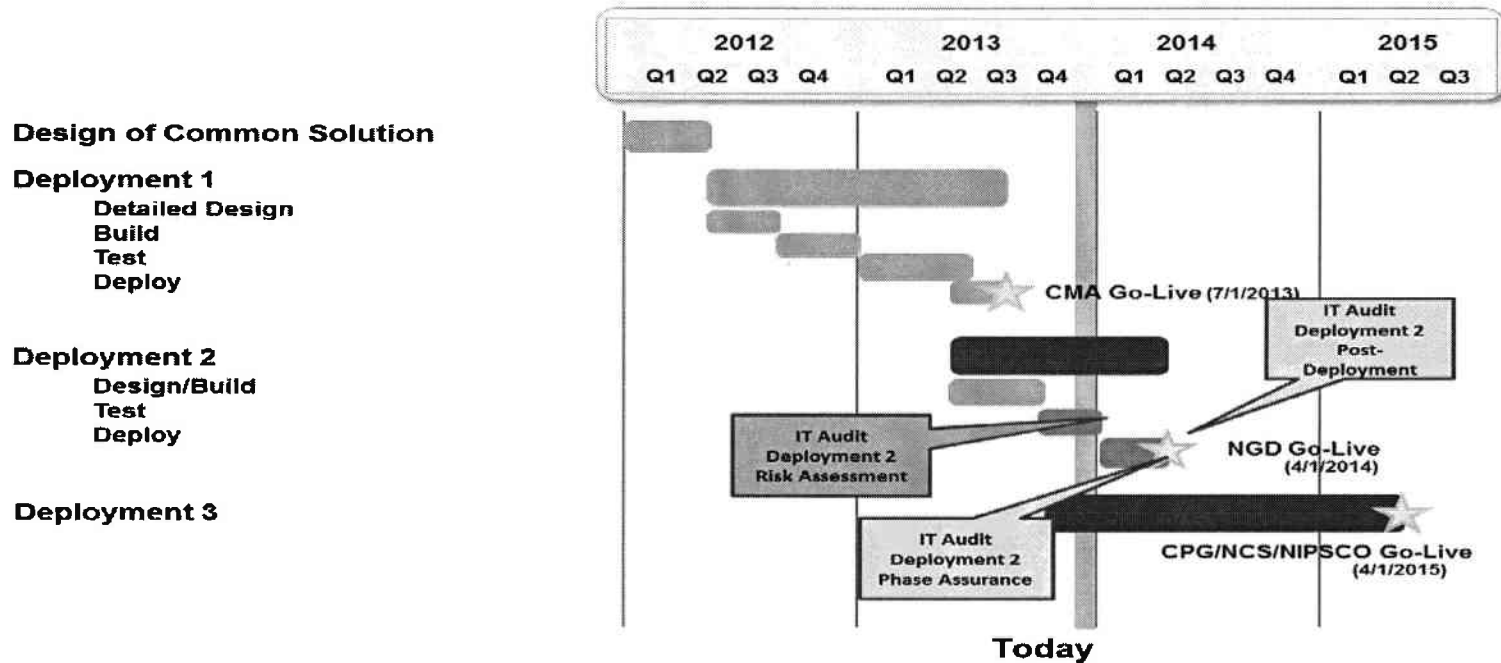 2012 2013 2014 2015
Q1 Q2 Q3 Q4 Q1 Q2 Q3 Q4 Q1 Q2 Q3 Q4 Q1 Q2 Q3
Design of Common Solution
Deployment 1
Detailed Design
Build
Test
Deploy
CMA Go-Live (7/1/2013)
IT Audit
Deployment 2
Post-
Deployment
Deployment 2
Design/Build
Test
Deploy
IT Audit
Deployment 2
Risk Assessment
NGD Go-Live
(4/1/2014)
Deployment 3
IT Audit
Deployment 2
Phase Assurance
CPG/NCS/NIPSCO Go-Live
(4/1/2015)
Today